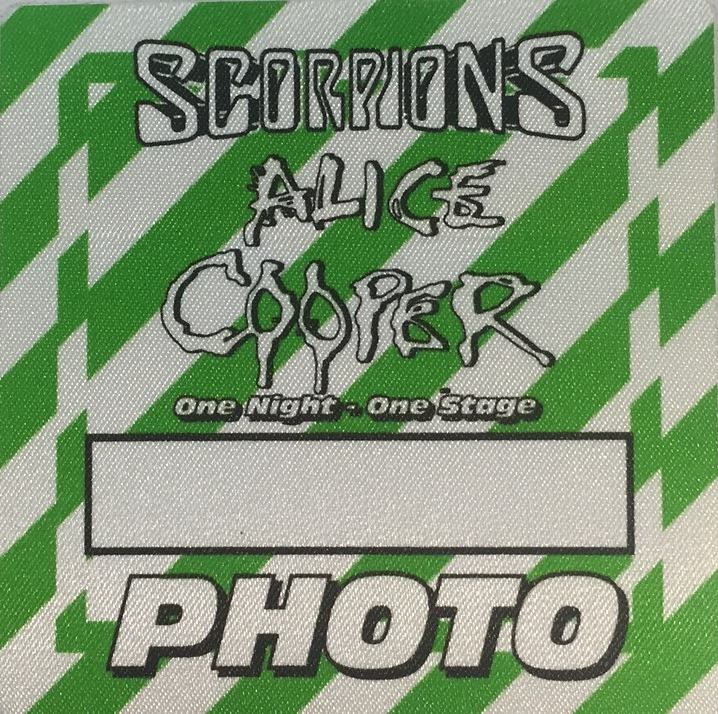 SCORPIONS
ALICE
COOPER
One Night - One Stage
PHOTO